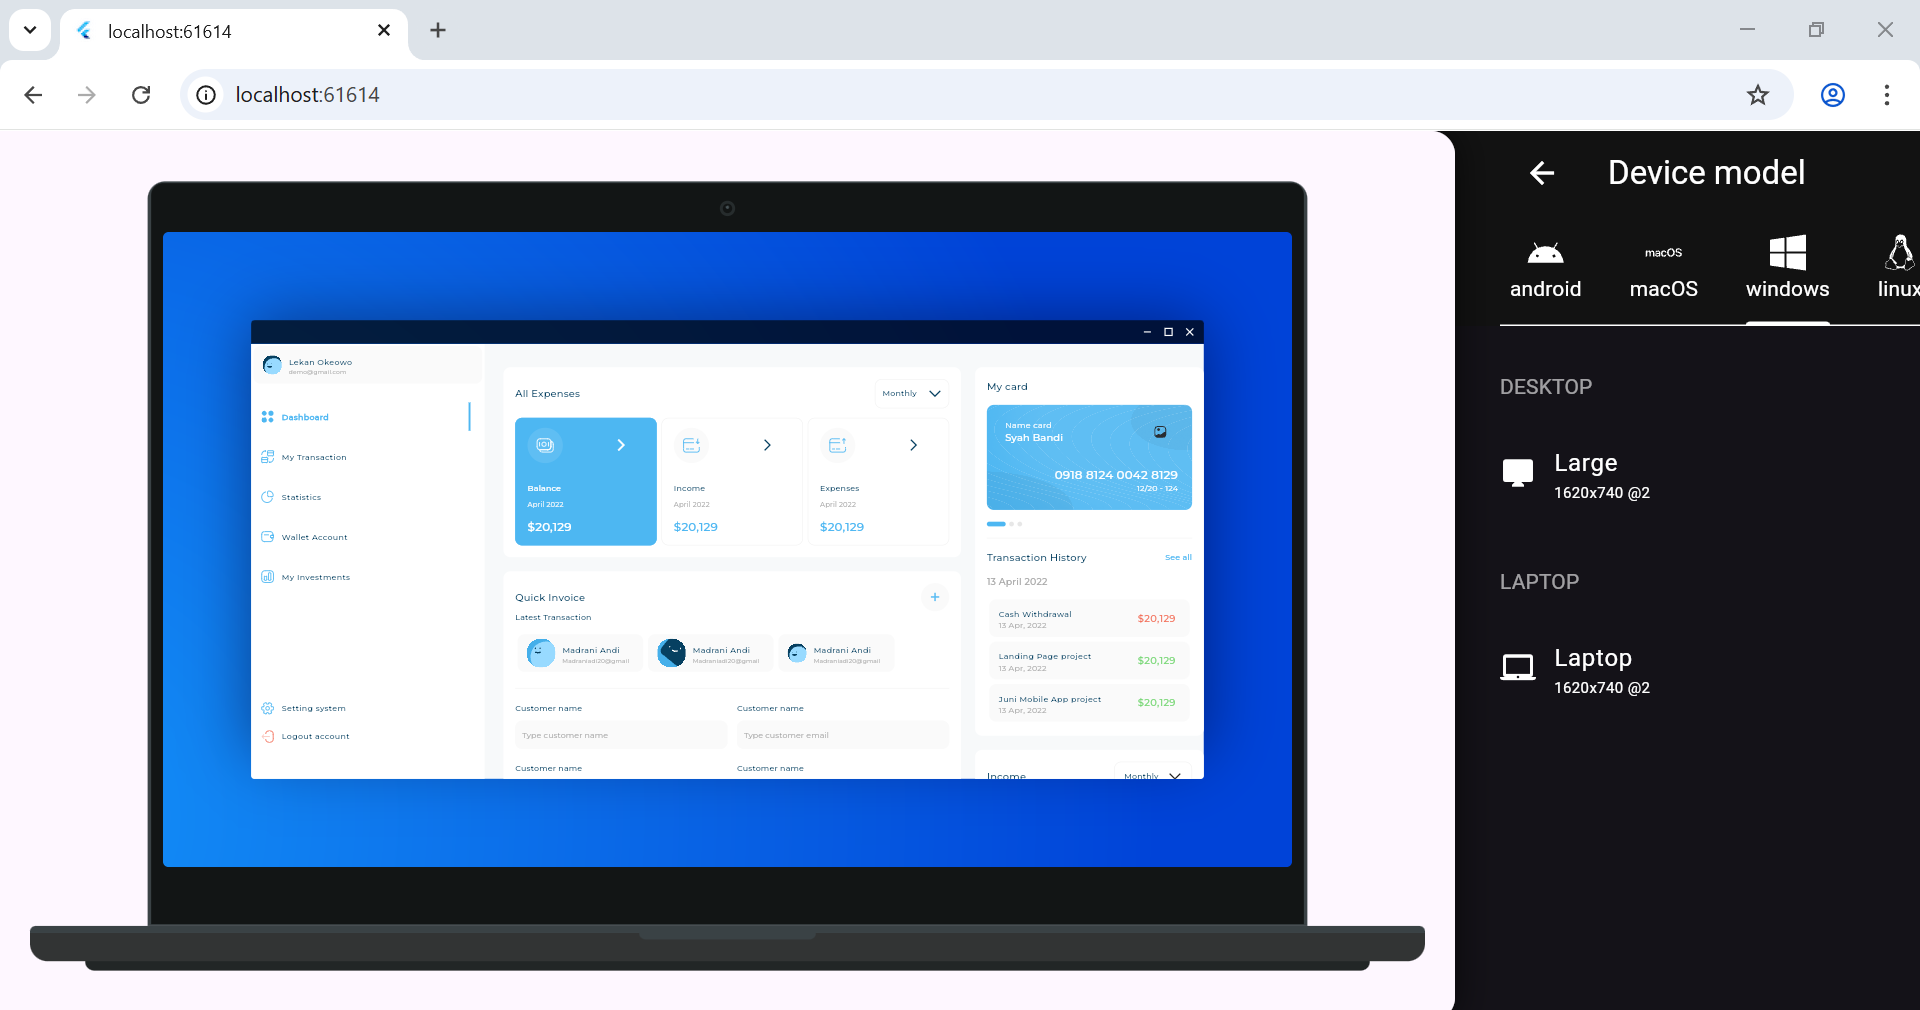 localhost:61614
localhost:61614
Device model
macOS
android
macOS
windows
linux
DESKTOP
Large
1620x740 @2
LAPTOP
Laptop
1620x740 @2
Lekan Okeowo
demo@gmail.com
Dashboard
My Transaction
Statistics
Wallet Account
My Investments
Setting system
Logout account
All Expenses
Monthly
Balance
April 2022
$20,129
Income
April 2022
$20,129
Expenses
April 2022
$20,129
Quick Invoice
Latest Transaction
Madrani Andi
Madraniadi20@gmail
Madrani Andi
Madraniadi20@gmail
Madrani Andi
Madraniadi20@gmail
Customer name
Customer name
Type customer name
Type customer email
Customer name
Customer name
My card
Name card
Syah Bandi
0918 8124 0042 8129
12/20 - 124
Transaction History
See all
13 April 2022
Cash Withdrawal
13 Apr, 2022
$20,129
Landing Page project
13 Apr, 2022
$20,129
Juni Mobile App project
13 Apr, 2022
$20,129
Income
Monthly